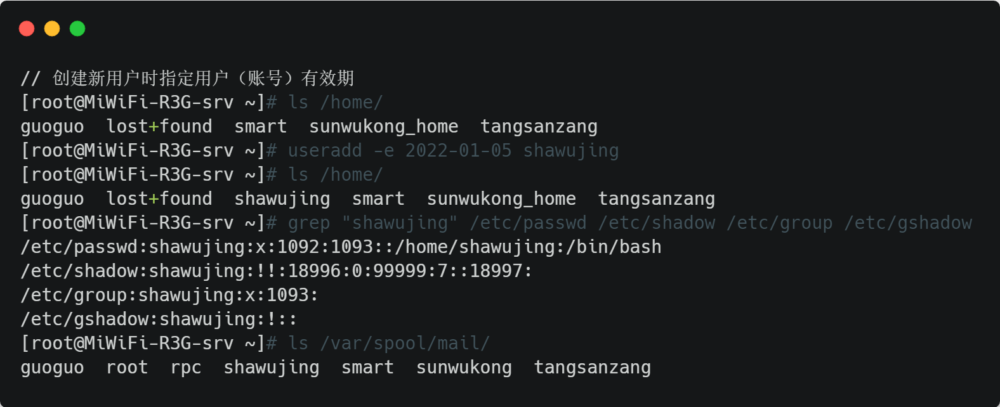 // 创建新用户时指定用户（账号）有效期
[root@MiWiFi-R3G-srv ~]# ls /home/
guoguo  lost+found  smart  sunwukong_home  tangsanzang
[root@MiWiFi-R3G-srv ~]# useradd -e 2022-01-05 shawujing
[root@MiWiFi-R3G-srv ~]# ls /home/
guoguo  lost+found  shawujing  smart  sunwukong_home  tangsanzang
[root@MiWiFi-R3G-srv ~]# grep "shawujing" /etc/passwd /etc/shadow /etc/group /etc/gshadow
/etc/passwd:shawujing:x:1092:1093::/home/shawujing:/bin/bash
/etc/shadow:shawujing:!!:18996:0:99999:7::18997:
/etc/group:shawujing:x:1093:
/etc/gshadow:shawujing:!::
[root@MiWiFi-R3G-srv ~]# ls /var/spool/mail/
guoguo  root  rpc  shawujing  smart  sunwukong  tangsanzang